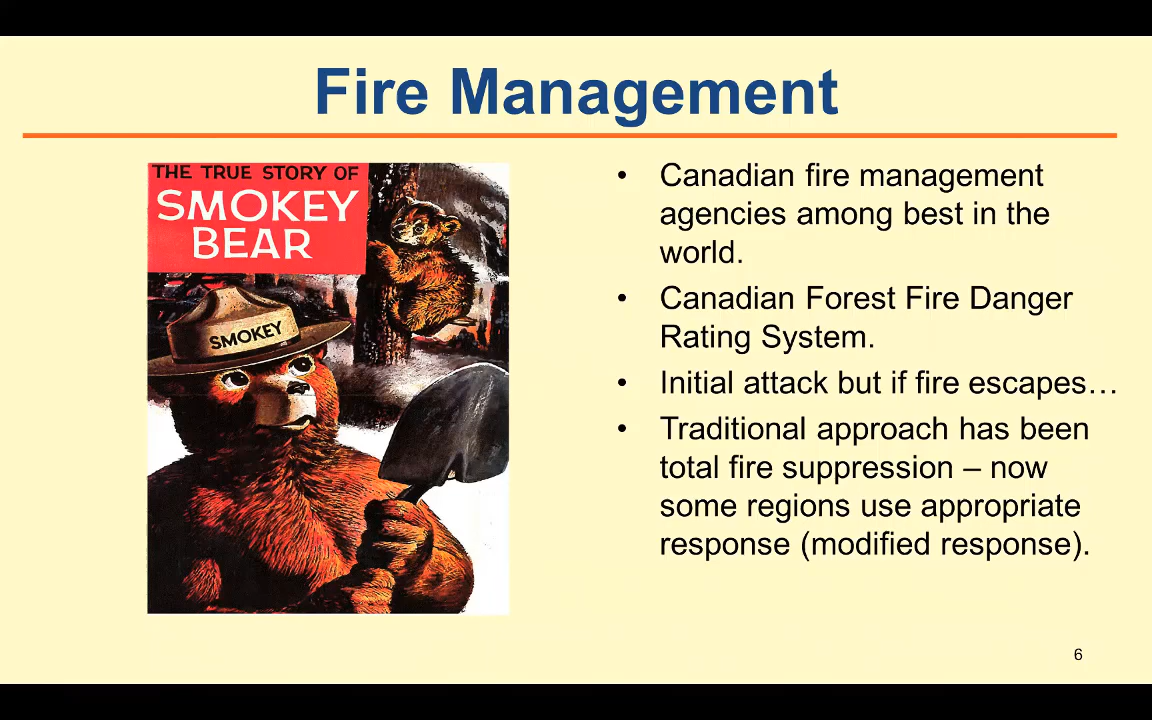 Fire Management
THE TRUE STORY OF
SMOKEY
BEAR
SMOKEY
• Canadian fire management
agencies among best in the
world.
• Canadian Forest Fire Danger
Rating System.
• Initial attack but if fire escapes…
• Traditional approach has been
total fire suppression – now
some regions use appropriate
response (modified response).
6